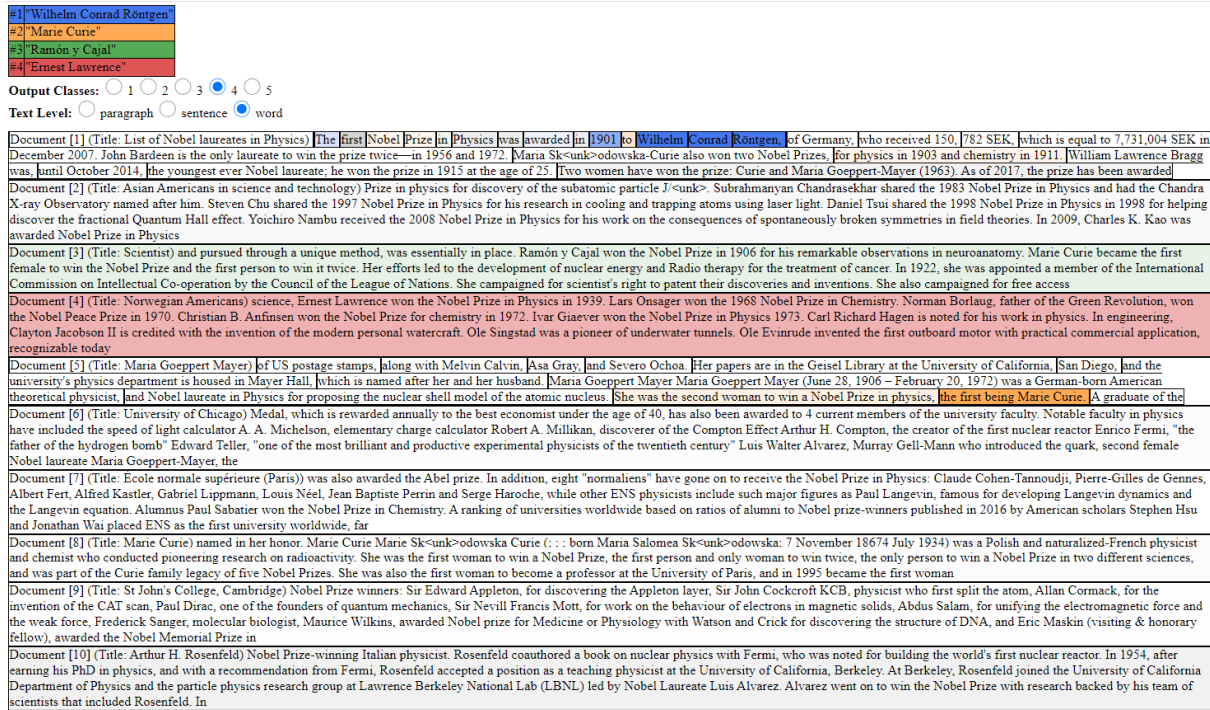 #1 "Wilhelm Conrad Röntgen"
#2 "Marie Curie"
#3 "Ramón y Cajal"
#4 "Ernest Lawrence"
Output Classes: 1 2 3 4 5
Text Level: paragraph sentence word
Document [1] (Title: List of Nobel laureates in Physics) The first Nobel Prize in Physics was awarded in 1901 to Wilhelm Conrad Röntgen, of Germany, who received 150, 782 SEK, which is equal to 7,731,004 SEK in
December 2007. John Bardeen is the only laureate to win the prize twice—in 1956 and 1972. Maria Sk<unk>odowska-Curie also won two Nobel Prizes, for physics in 1903 and chemistry in 1911. William Lawrence Bragg
was, until October 2014, the youngest ever Nobel laureate; he won the prize in 1915 at the age of 25. Two women have won the prize: Curie and Maria Goeppert-Mayer (1963). As of 2017, the prize has been awarded
Document [2] (Title: Asian Americans in science and technology) Prize in physics for discovery of the subatomic particle J/<unk>. Subrahmanyan Chandrasekhar shared the 1983 Nobel Prize in Physics and had the Chandra
X-ray Observatory named after him. Steven Chu shared the 1997 Nobel Prize in Physics for his research in cooling and trapping atoms using laser light. Daniel Tsui shared the 1998 Nobel Prize in Physics in 1998 for helping
discover the fractional Quantum Hall effect. Yoichiro Nambu received the 2008 Nobel Prize in Physics for his work on the consequences of spontaneously broken symmetries in field theories. In 2009, Charles K. Kao was
awarded Nobel Prize in Physics
Document [3] (Title: Scientist) and pursued through a unique method, was essentially in place. Ramón y Cajal won the Nobel Prize in 1906 for his remarkable observations in neuroanatomy. Marie Curie became the first
female to win the Nobel Prize and the first person to win it twice. Her efforts led to the development of nuclear energy and Radio therapy for the treatment of cancer. In 1922, she was appointed a member of the International
Commission on Intellectual Co-operation by the Council of the League of Nations. She campaigned for scientist's right to patent their discoveries and inventions. She also campaigned for free access
Document [4] (Title: Norwegian Americans) science, Ernest Lawrence won the Nobel Prize in Physics in 1939. Lars Onsager won the 1968 Nobel Prize in Chemistry. Norman Borlaug, father of the Green Revolution, won
the Nobel Peace Prize in 1970. Christian B. Anfinsen won the Nobel Prize for chemistry in 1972. Ivar Giaever won the Nobel Prize in Physics 1973. Carl Richard Hagen is noted for his work in physics. In engineering,
Clayton Jacobson II is credited with the invention of the modern personal watercraft. Ole Singstad was a pioneer of underwater tunnels. Ole Evinrude invented the first outboard motor with practical commercial application,
recognizable today
Document [5] (Title: Maria Goeppert Mayer) of US postage stamps, along with Melvin Calvin, Asa Gray, and Severo Ochoa. Her papers are in the Geisel Library at the University of California, San Diego, and the
university's physics department is housed in Mayer Hall, which is named after her and her husband. Maria Goeppert Mayer Maria Goeppert Mayer (June 28, 1906 – February 20, 1972) was a German-born American
theoretical physicist, and Nobel laureate in Physics for proposing the nuclear shell model of the atomic nucleus. She was the second woman to win a Nobel Prize in physics, the first being Marie Curie. A graduate of the
Document [6] (Title: University of Chicago) Medal, which is rewarded annually to the best economist under the age of 40, has also been awarded to 4 current members of the university faculty. Notable faculty in physics
have included the speed of light calculator A. A. Michelson, elementary charge calculator Robert A. Millikan, discoverer of the Compton Effect Arthur H. Compton, the creator of the first nuclear reactor Enrico Fermi, "the
father of the hydrogen bomb" Edward Teller, "one of the most brilliant and productive experimental physicists of the twentieth century" Luis Walter Alvarez, Murray Gell-Mann who introduced the quark, second female
Nobel laureate Maria Goeppert-Mayer, the
Document [7] (Title: École normale supérieure (Paris)) was also awarded the Abel prize. In addition, eight "normaliens" have gone on to receive the Nobel Prize in Physics: Claude Cohen-Tannoudji, Pierre-Gilles de Gennes,
Albert Fert, Alfred Kastler, Gabriel Lippmann, Louis Néel, Jean Baptiste Perrin and Serge Haroche, while other ENS physicists include such major figures as Paul Langevin, famous for developing Langevin dynamics and
the Langevin equation. Alumnus Paul Sabatier won the Nobel Prize in Chemistry. A ranking of universities worldwide based on ratios of alumni to Nobel prize-winners published in 2016 by American scholars Stephen Hsu
and Jonathan Wai placed ENS as the first university worldwide, far
Document [8] (Title: Marie Curie) named in her honor. Marie Curie Marie Sk<unk>odowska Curie (: ; : born Maria Salomea Sk<unk>odowska; 7 November 18674 July 1934) was a Polish and naturalized-French physicist
and chemist who conducted pioneering research on radioactivity. She was the first woman to win a Nobel Prize, the first person and only woman to win twice, the only person to win a Nobel Prize in two different sciences,
and was part of the Curie family legacy of five Nobel Prizes. She was also the first woman to become a professor at the University of Paris, and in 1995 became the first woman
Document [9] (Title: St John's College, Cambridge) Nobel Prize winners: Sir Edward Appleton, for discovering the Appleton layer, Sir John Cockcroft KCB, physicist who first split the atom, Allan Cormack, for the
invention of the CAT scan, Paul Dirac, one of the founders of quantum mechanics, Sir Nevill Francis Mott, for work on the behaviour of electrons in magnetic solids, Abdus Salam, for unifying the electromagnetic force and
the weak force, Frederick Sanger, molecular biologist, Maurice Wilkins, awarded Nobel prize for Medicine or Physiology with Watson and Crick for discovering the structure of DNA, and Eric Maskin (visiting & honorary
fellow), awarded the Nobel Memorial Prize in
Document [10] (Title: Arthur H. Rosenfeld) Nobel Prize-winning Italian physicist. Rosenfeld coauthored a book on nuclear physics with Fermi, who was noted for building the world's first nuclear reactor. In 1954, after
earning his PhD in physics, and with a recommendation from Fermi, Rosenfeld accepted a position as a teaching physicist at the University of California, Berkeley. At Berkeley, Rosenfeld joined the University of California
Department of Physics and the particle physics research group at Lawrence Berkeley National Lab (LBNL) led by Nobel Laureate Luis Alvarez. Alvarez went on to win the Nobel Prize with research backed by his team of
scientists that included Rosenfeld. In